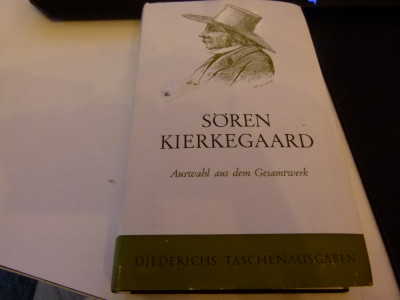 SÖREN
KIERKEGAARD
Auswahl aus dem Gesamtwerk
DIEDERICHS TASCHENAUSGABEN